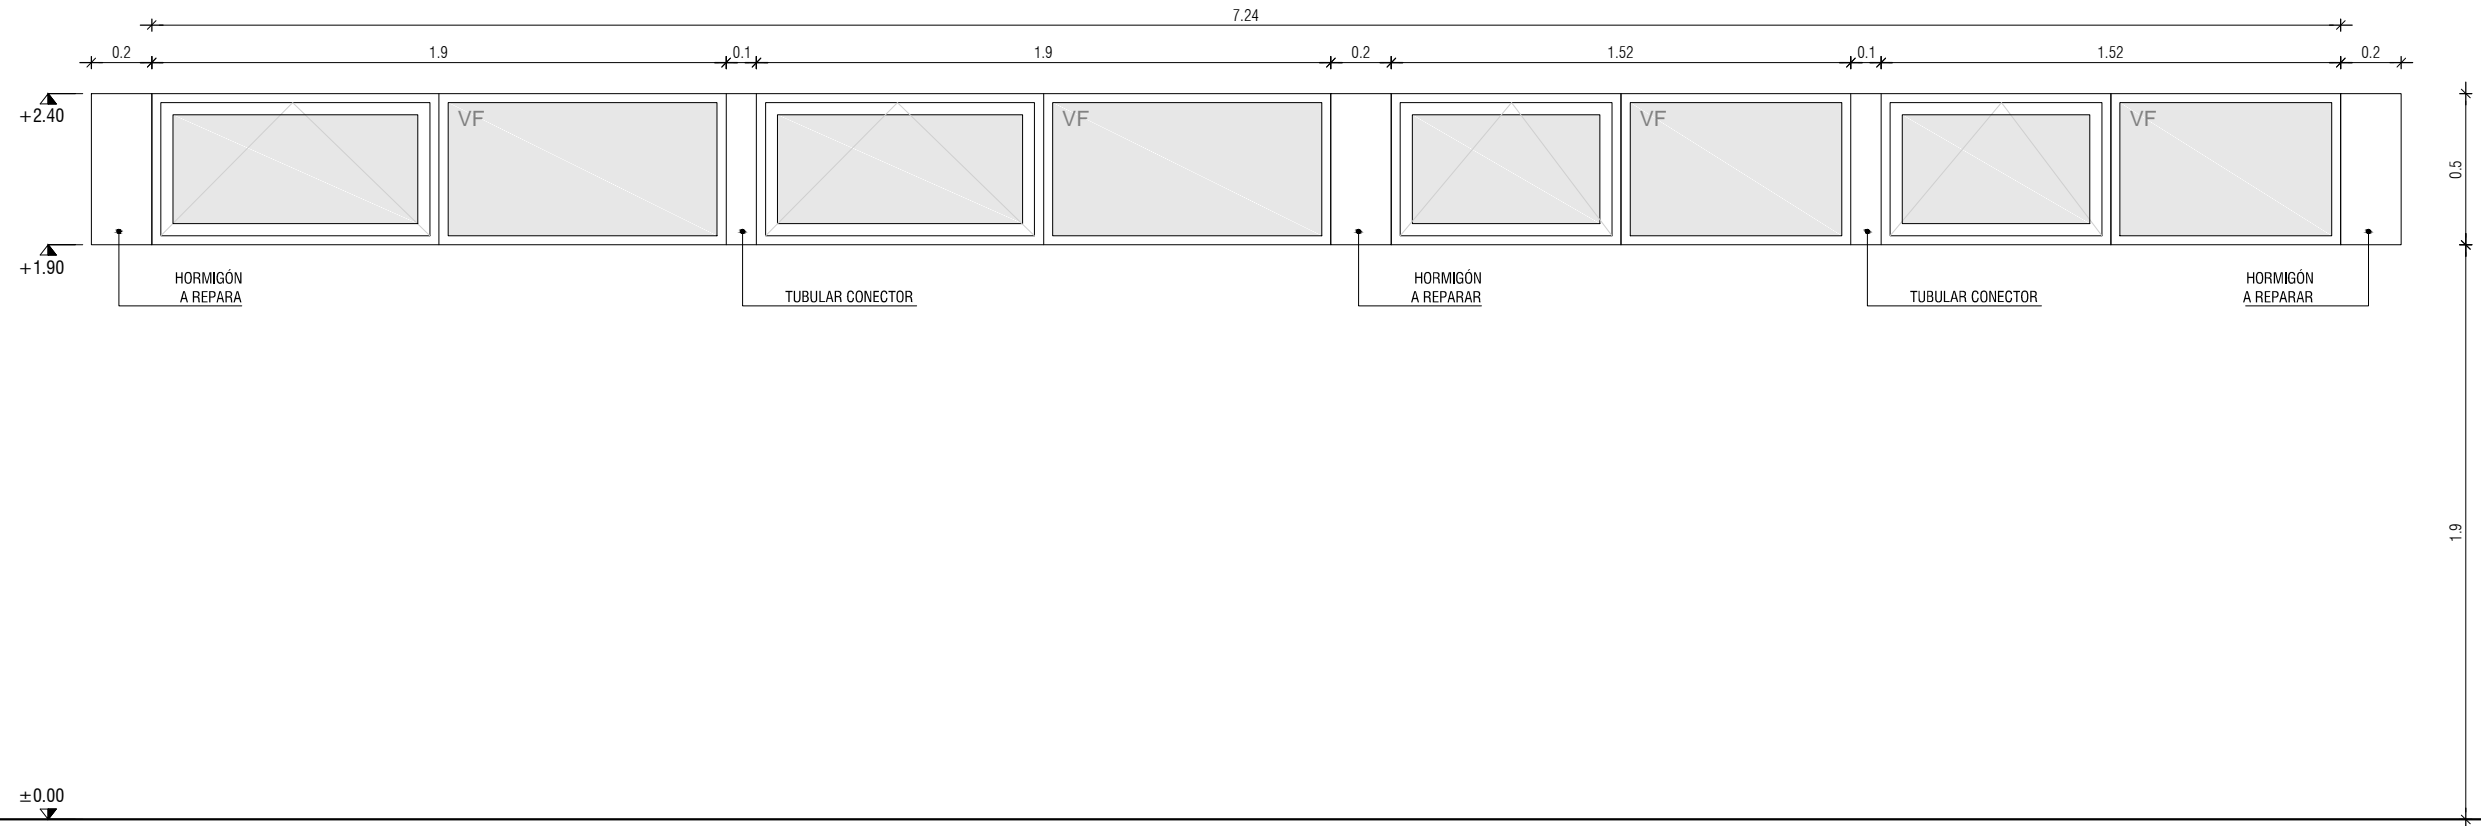 7.24
0.2 1.9 0.1 1.9 0.2 1.52 0.1 1.52 0.2
+2.40
VF VF VF VF
0.5
+1.90
HORMIGÓN
A REPARA
TUBULAR CONECTOR
HORMIGÓN
A REPARAR
TUBULAR CONECTOR
HORMIGÓN
A REPARAR
1.9
±0.00